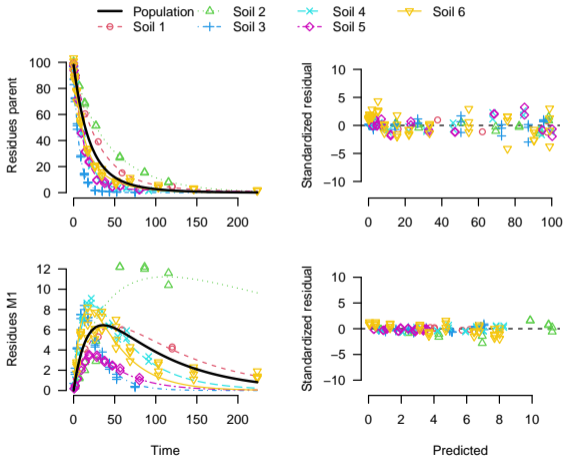 Population Soil 2 Soil 4 Soil 6
Soil 1 Soil 3 Soil 5
Residues parent
100
80
60
40
20
0
0 50 100 150 200
Time
Standardized residual
10
5
0
−5
−10
0 20 40 60 80 100
Predicted
Residues M1
12
10
8
6
4
2
0
0 50 100 150 200
Time
Standardized residual
10
5
0
−5
−10
0 2 4 6 8 10
Predicted